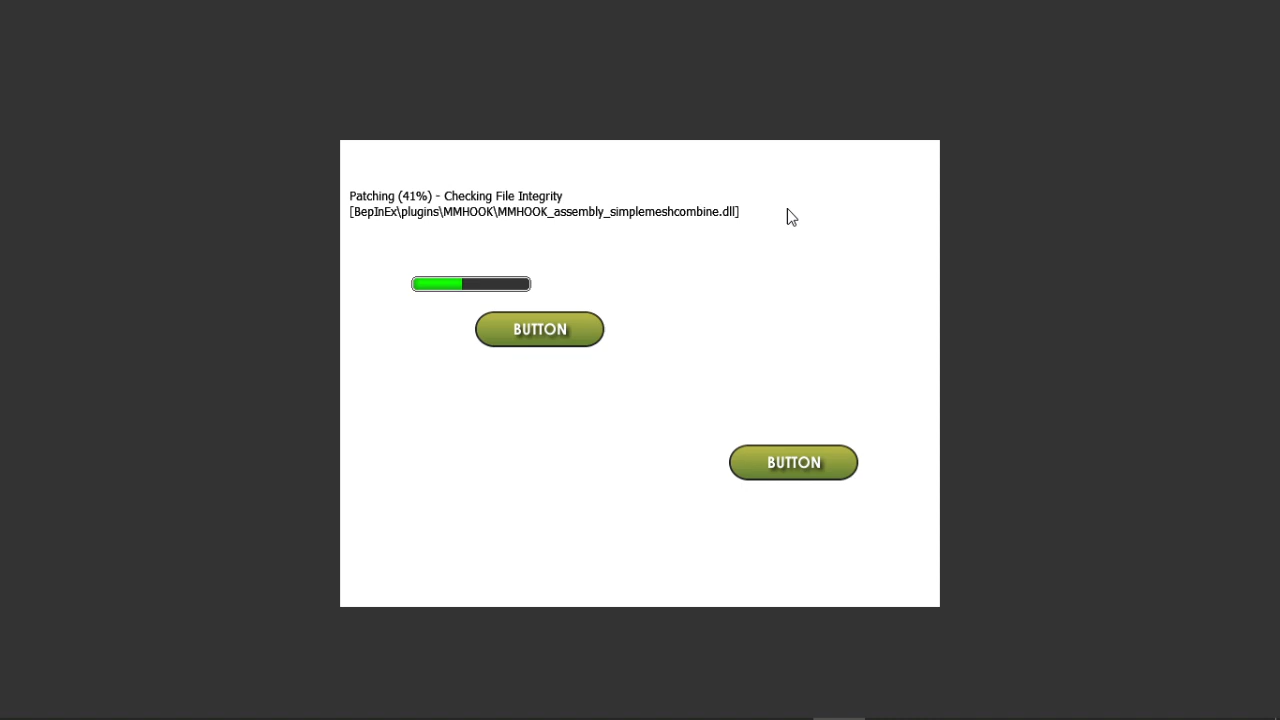 Patching (41%) - Checking File Integrity
[BepInEx\plugins\MMHOOK\MMHOOK_assembly_simplemeshcombine.dll]
BUTTON
BUTTON